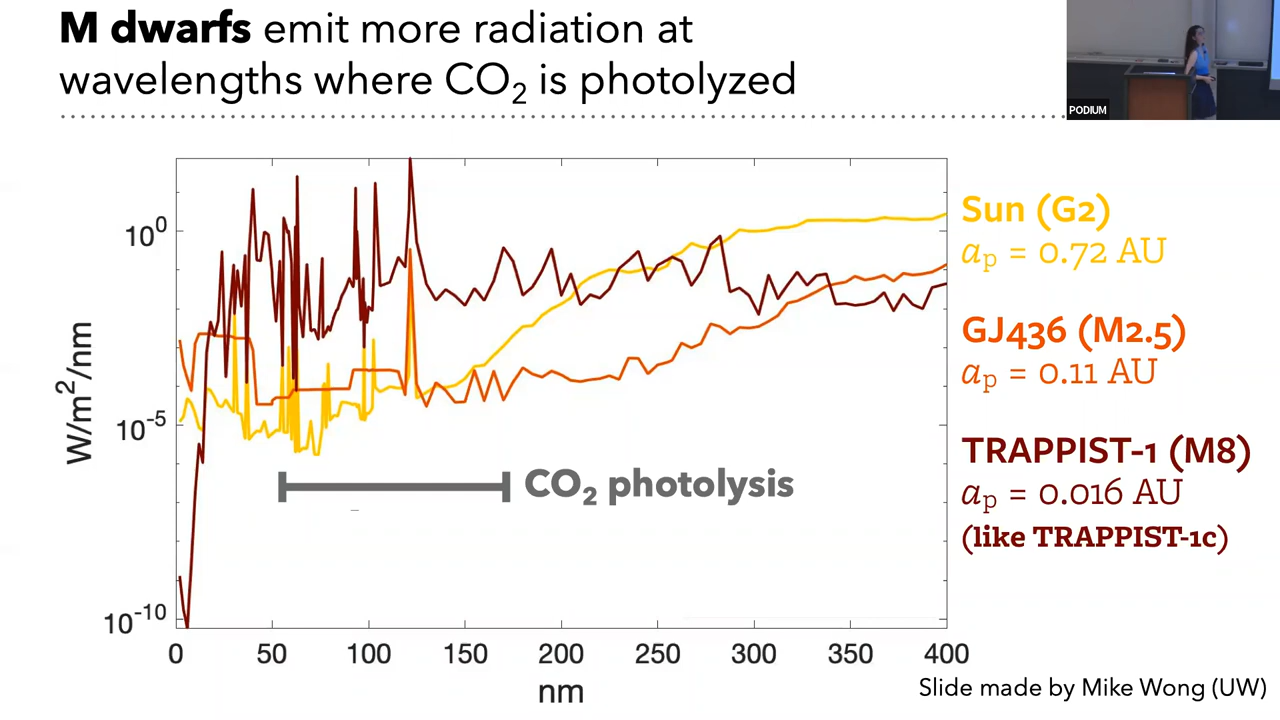 M dwarfs emit more radiation at
wavelengths where CO₂ is photolyzed
PODIUM
10⁰
10⁻⁵
10⁻¹⁰
W/m²/nm
0 50 100 150 200 250 300 350 400
nm
CO₂ photolysis
Sun (G2)
aₚ = 0.72 AU
GJ436 (M2.5)
aₚ = 0.11 AU
TRAPPIST-1 (M8)
aₚ = 0.016 AU
(like TRAPPIST-1c)
Slide made by Mike Wong (UW)